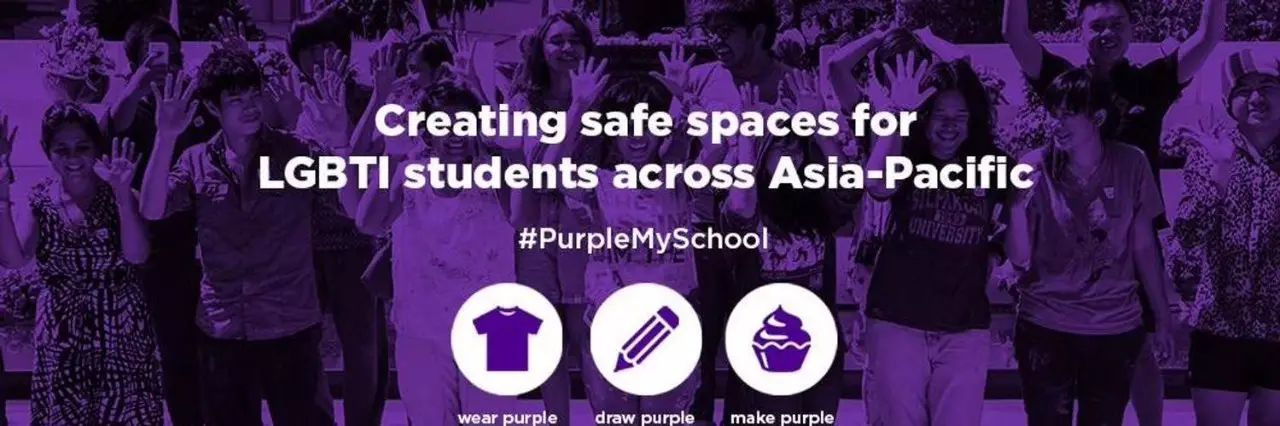 Creating safe spaces for
LGBTI students across Asia-Pacific
#PurpleMySchool
wear purple
draw purple
make purple